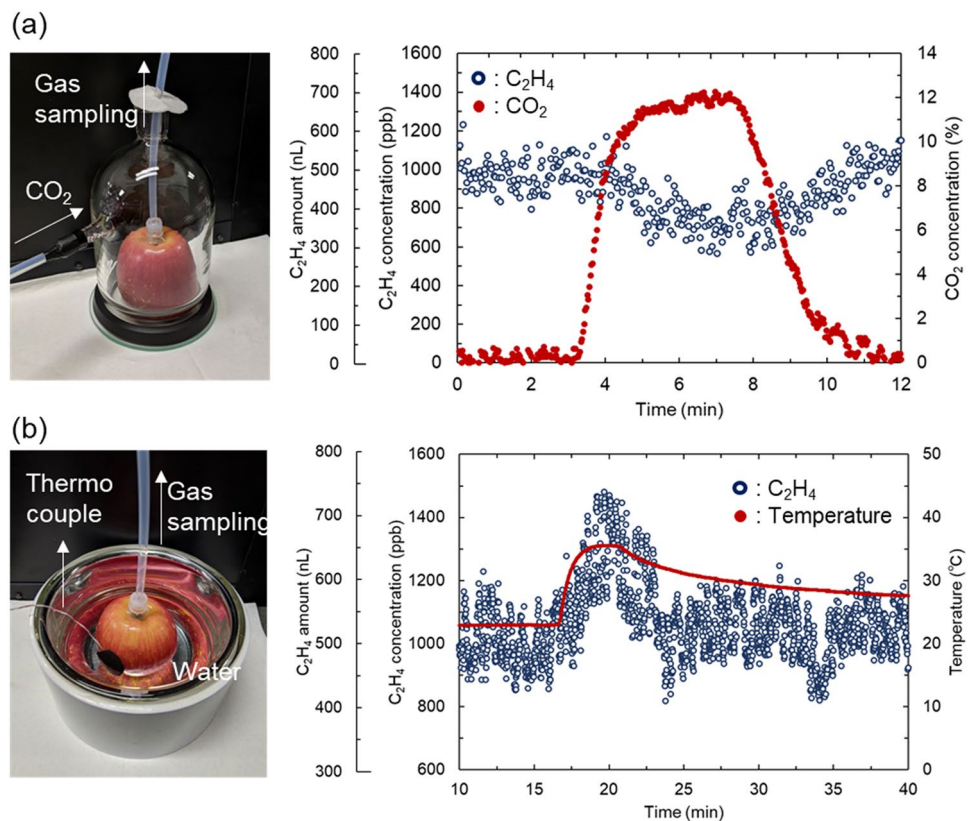 (a)
Gas
sampling
CO₂
C₂H₄ amount (nL)
800
700
600
500
400
300
200
100
0
C₂H₄ concentration (ppb)
1600
1400
1200
1000
800
600
400
200
0
: C₂H₄
: CO₂
14
12
10
8
6
4
2
0
CO₂ concentration (%)
0 2 4 6 8 10 12
Time (min)
(b)
Thermo
couple
Gas
sampling
Water
C₂H₄ amount (nL)
800
700
600
500
400
300
C₂H₄ concentration (ppb)
1600
1400
1200
1000
800
600
: C₂H₄
: Temperature
50
40
30
20
10
0
Temperature (°C)
10 15 20 25 30 35 40
Time (min)